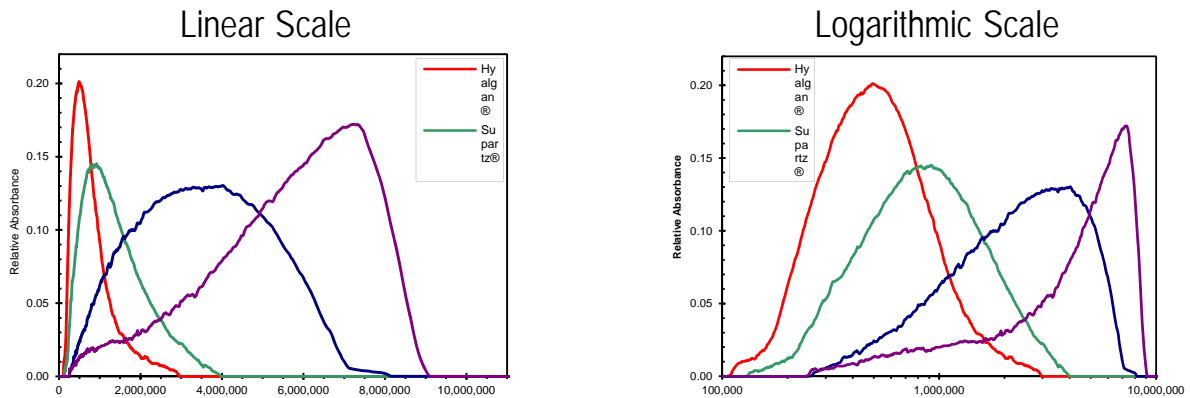 Linear Scale
Hy
alg
an
®
Su
par
tz®
Relative Absorbance
0.20
0.15
0.10
0.05
0.00
0
2,000,000
4,000,000
6,000,000
8,000,000
10,000,000
Logarithmic Scale
Hy
alg
an
®
Su
pa
rtz
®
Relative Absorbance
0.20
0.15
0.10
0.05
0.00
100,000
1,000,000
10,000,000